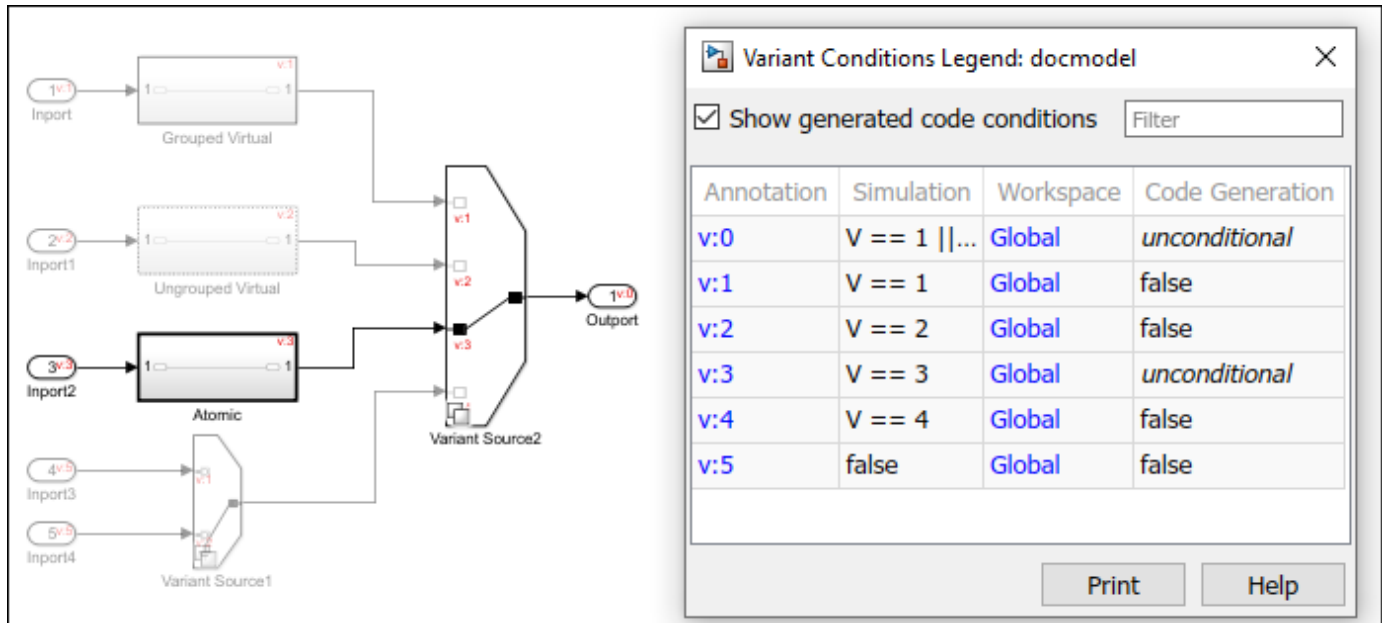 1 v:1
Inport
v:1
1 1
Grouped Virtual
2 v:2
Inport1
v:2
1 1
Ungrouped Virtual
3 v:3
Inport2
v:3
1 1
Atomic
4 v:5
Inport3
5 v:5
Inport4
v:1
Variant Source1
v:1
v:2
v:3
Variant Source2
1 v:0
Outport
Variant Conditions Legend: docmodel
Show generated code conditions Filter
Annotation Simulation Workspace Code Generation
v:0 V == 1 ||... Global unconditional
v:1 V == 1 Global false
v:2 V == 2 Global false
v:3 V == 3 Global unconditional
v:4 V == 4 Global false
v:5 false Global false
Print Help